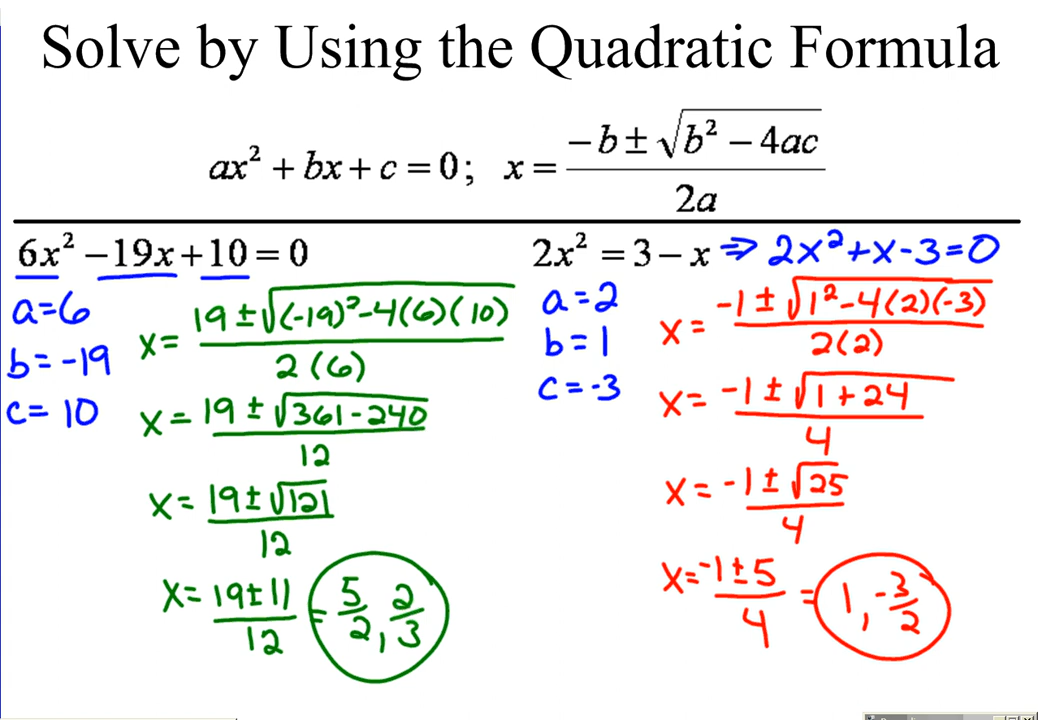 Solve by Using the Quadratic Formula
ax² + bx + c = 0; x = (−b ± √(b² − 4ac)) / 2a
6x² − 19x + 10 = 0
a = 6
b = -19
c = 10
x = (19 ± √((-19)² - 4(6)(10))) / 2(6)
x = (19 ± √(361 - 240)) / 12
x = (19 ± √121) / 12
x = (19 ± 11) / 12 = 5/2, 2/3
2x² = 3 − x ⇒ 2x² + x - 3 = 0
a = 2
b = 1
c = -3
x = (-1 ± √(1² - 4(2)(-3))) / 2(2)
x = (-1 ± √(1 + 24)) / 4
x = (-1 ± √25) / 4
x = (-1 ± 5) / 4 = 1, -3/2